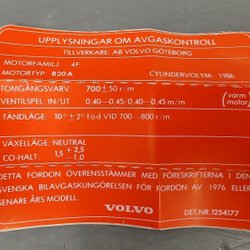 UPPLYSNINGAR OM AVGASKONTROLL
TILLVERKARE: AB VOLVO GÖTEBORG
MOTORFAMILJ. 4F
MOTORTYP: B20A CYLINDERVOLYM: 1986
TOMGÅNGSVARV: 700±50 r/m
VENTILSPEL: IN/UT 0,40—0,45/0,40—0,45 m/m (varm
TÄNDLÄGE: 10°±2° föd VID 700—800 r/m
VÄXELLÄGE: NEUTRAL
CO-HALT: 1,5 +2,5 1,0
DETTA FORDON ÖVERENSSTÄMMER MED FÖRESKRIFTERNA I DEN
SVENSKA BILAVGASKUNGÖRELSEN FÖR FORDON AV 1976 ELLER
SENARE ÅRS MODELL.
VOLVO DET.NR.1254177